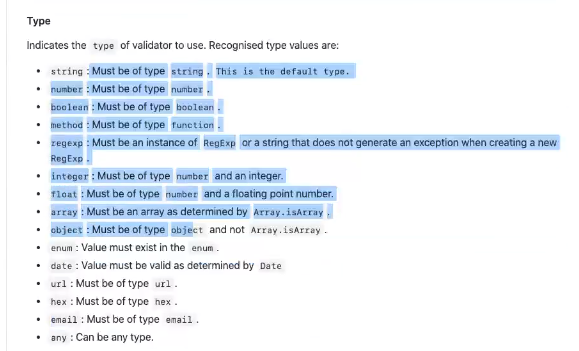 Type
Indicates the type of validator to use. Recognised type values are:
• string : Must be of type string . This is the default type.
• number : Must be of type number .
• boolean : Must be of type boolean .
• method : Must be of type function .
• regexp : Must be an instance of RegExp or a string that does not generate an exception when creating a new
RegExp .
• integer : Must be of type number and an integer.
• float : Must be of type number and a floating point number.
• array : Must be an array as determined by Array.isArray .
• object : Must be of type object and not Array.isArray .
• enum : Value must exist in the enum .
• date : Value must be valid as determined by Date
• url : Must be of type url .
• hex : Must be of type hex .
• email : Must be of type email .
• any : Can be any type.